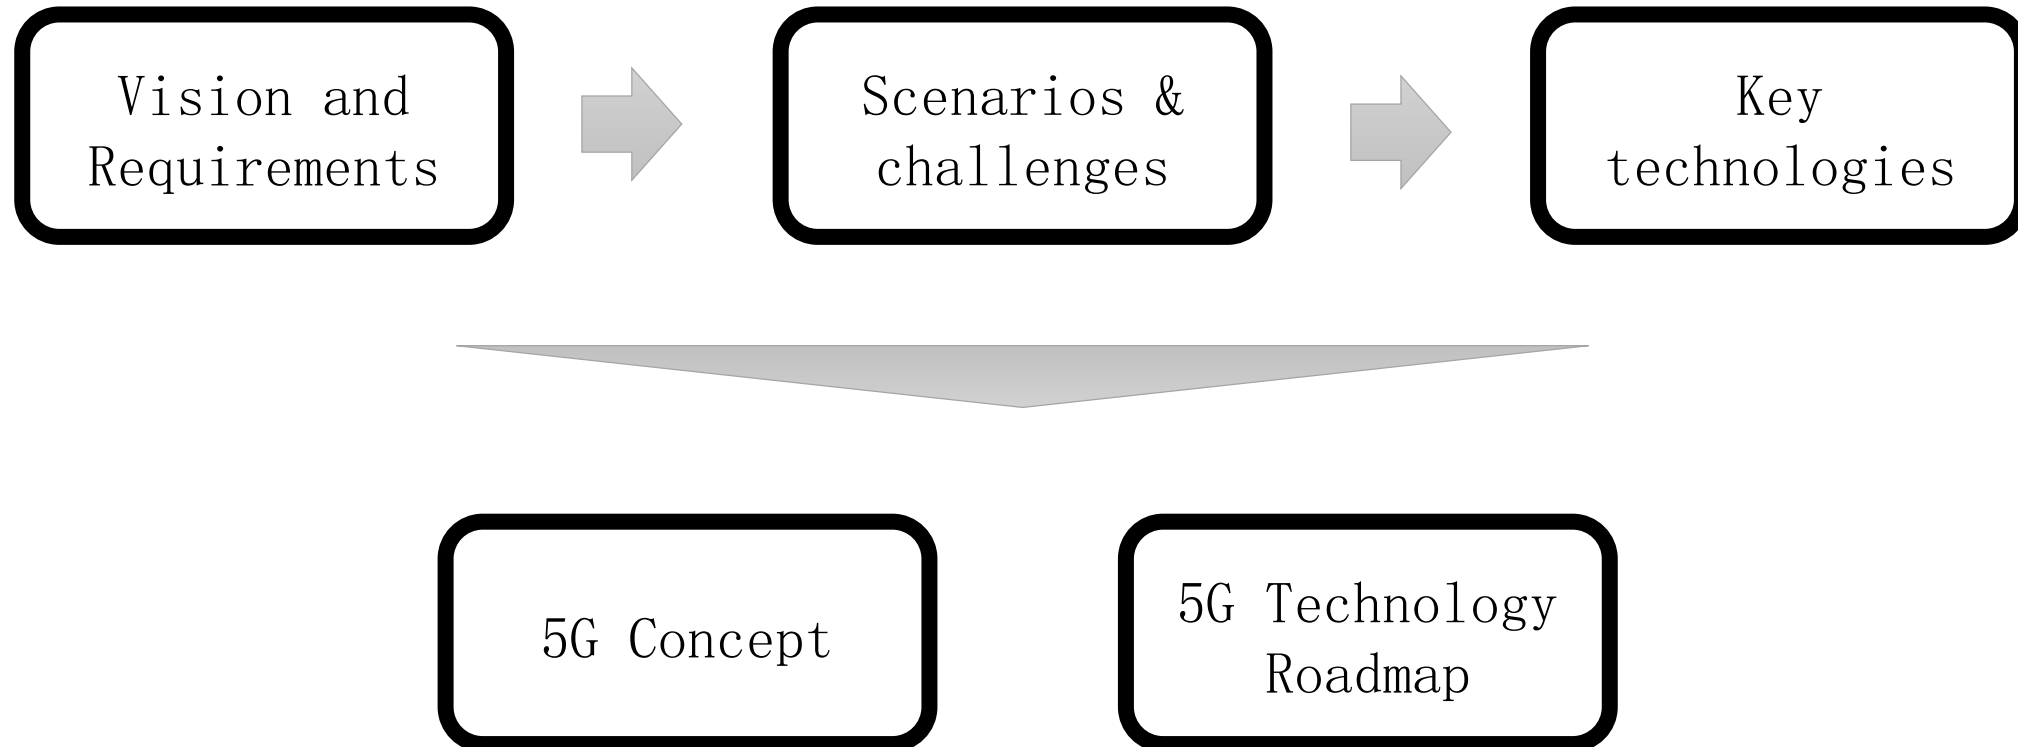 Vision and
Requirements
Scenarios &
challenges
Key
technologies
5G Concept
5G Technology
Roadmap